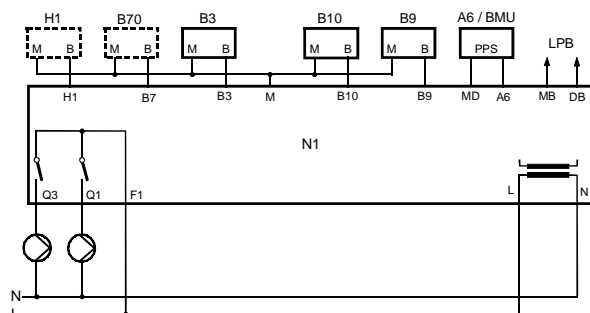 H1 B70 B3 B10 B9 A6 / BMU
M B M B M B M B M B PPS LPB
H1 B7 B3 M B10 B9 MD A6 MB DB
N1
Q3 Q1 F1 L N
N
L